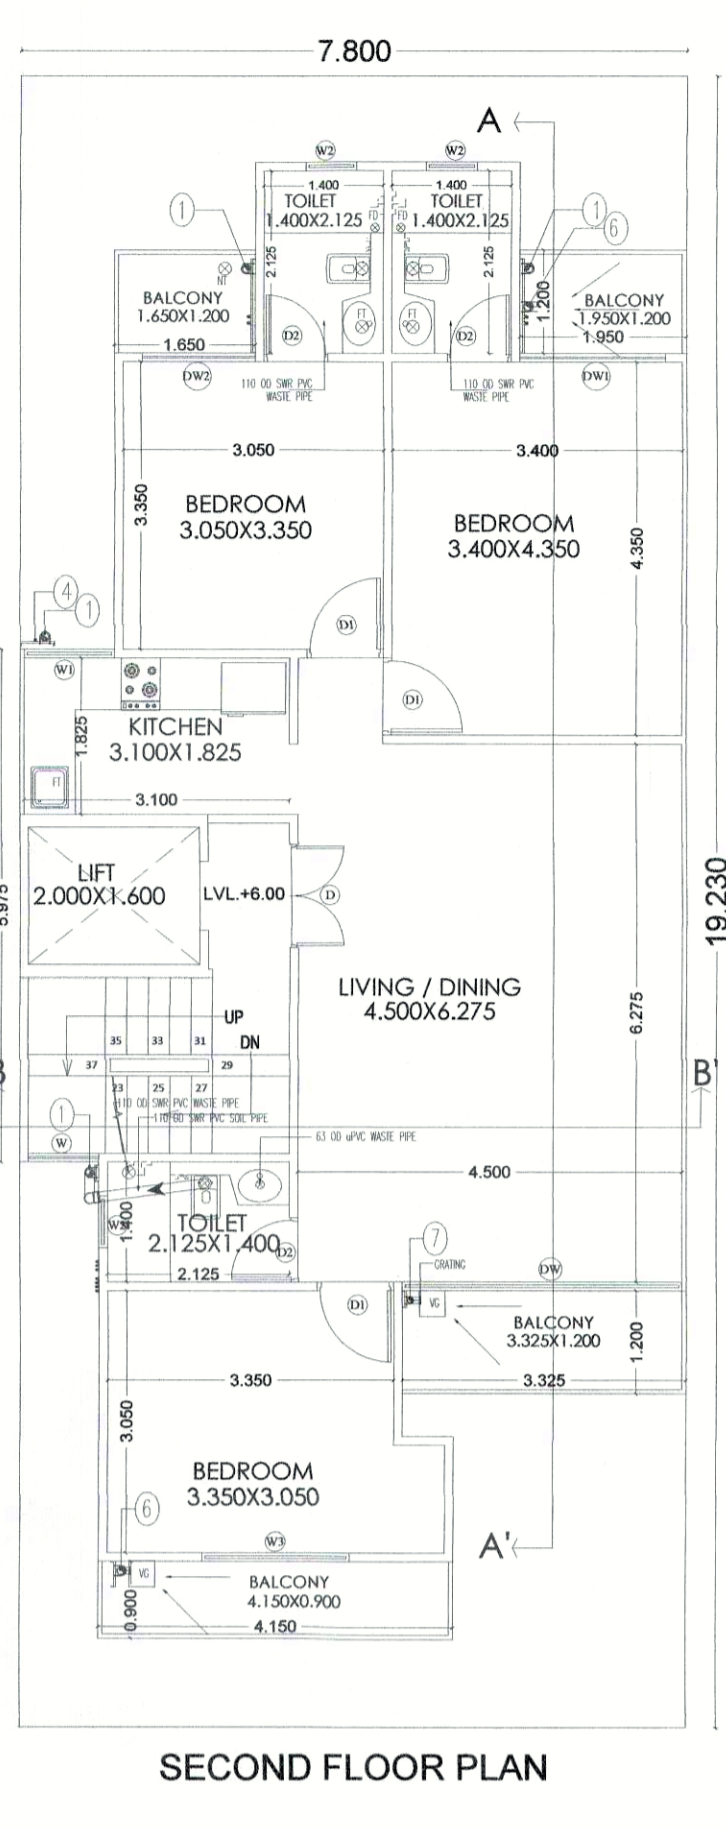 7.800
A
W2
W2
1.400
1.400
TOILET
1.400X2.125
TOILET
1.400X2.125
FD
FD
1
1
6
2.125
2.125
NT
BALCONY
1.650X1.200
1.650
1.200
BALCONY
1.950X1.200
1.950
FT
FT
D2
D2
DW2
DW1
110 OD SWR PVC
WASTE PIPE
110 OD SWR PVC
WASTE PIPE
3.050
3.400
3.350
BEDROOM
3.050X3.350
BEDROOM
3.400X4.350
4.350
4
1
D1
W1
D1
1.825
KITCHEN
3.100X1.825
FT
3.100
LIFT
2.000X1.600
LVL.+6.00
D
5.975
19.230
LIVING / DINING
4.500X6.275
6.275
UP
DN
35
33
31
37
29
23
25
27
B'
110 OD SWR PVC WASTE PIPE
110 OD SWR PVC SOIL PIPE
1
W
63 OD uPVC WASTE PIPE
4.500
1.400
TOILET
2.125X1.400
D2
2.125
7
GRATING
DW
D1
VG
BALCONY
3.325X1.200
1.200
3.350
3.325
3.050
BEDROOM
3.350X3.050
6
W3
A'
VG
BALCONY
4.150X0.900
0.900
4.150
SECOND FLOOR PLAN